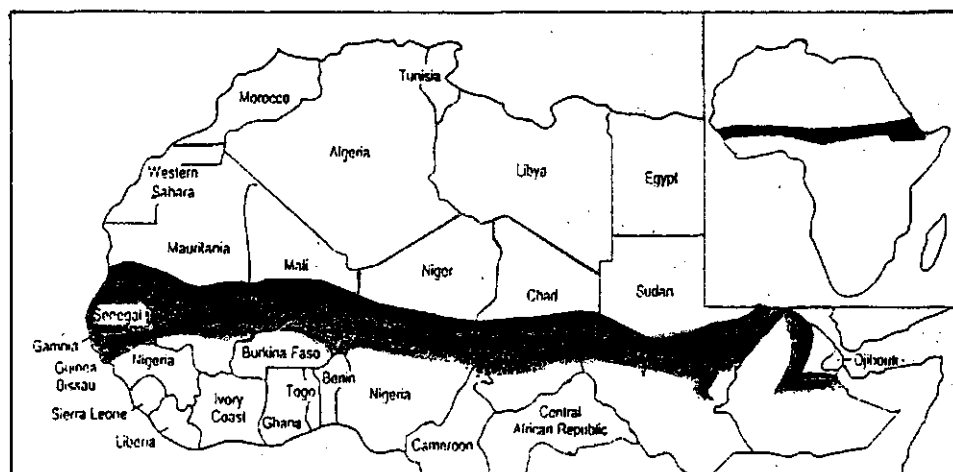 Tunisia
Morocco
Algeria
Libya
Egypt
Western
Sahara
Mauritania
Mali
Niger
Chad
Sudan
Senegal
Gambia
Guinea
Bissau
Nigeria
Burkina Faso
Benin
Togo
Nigeria
Djibouti
Sierra Leone
Ivory
Coast
Ghana
Liberia
Cameroon
Central
African Republic